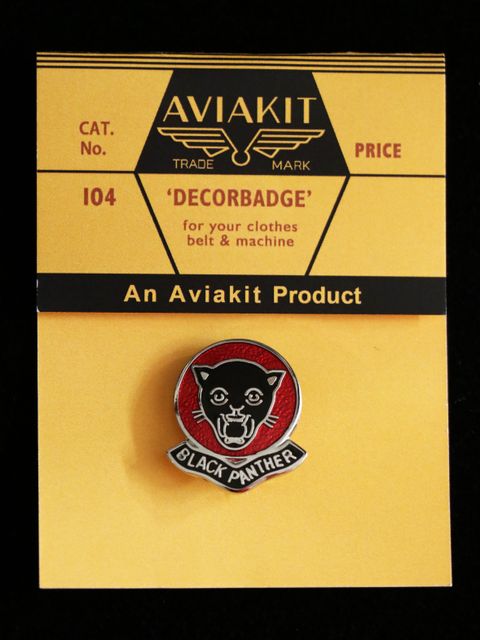 AVIAKIT
TRADE MARK
CAT.
No.
PRICE
104
'DECORBADGE'
for your clothes
belt & machine
An Aviakit Product
BLACK PANTHER